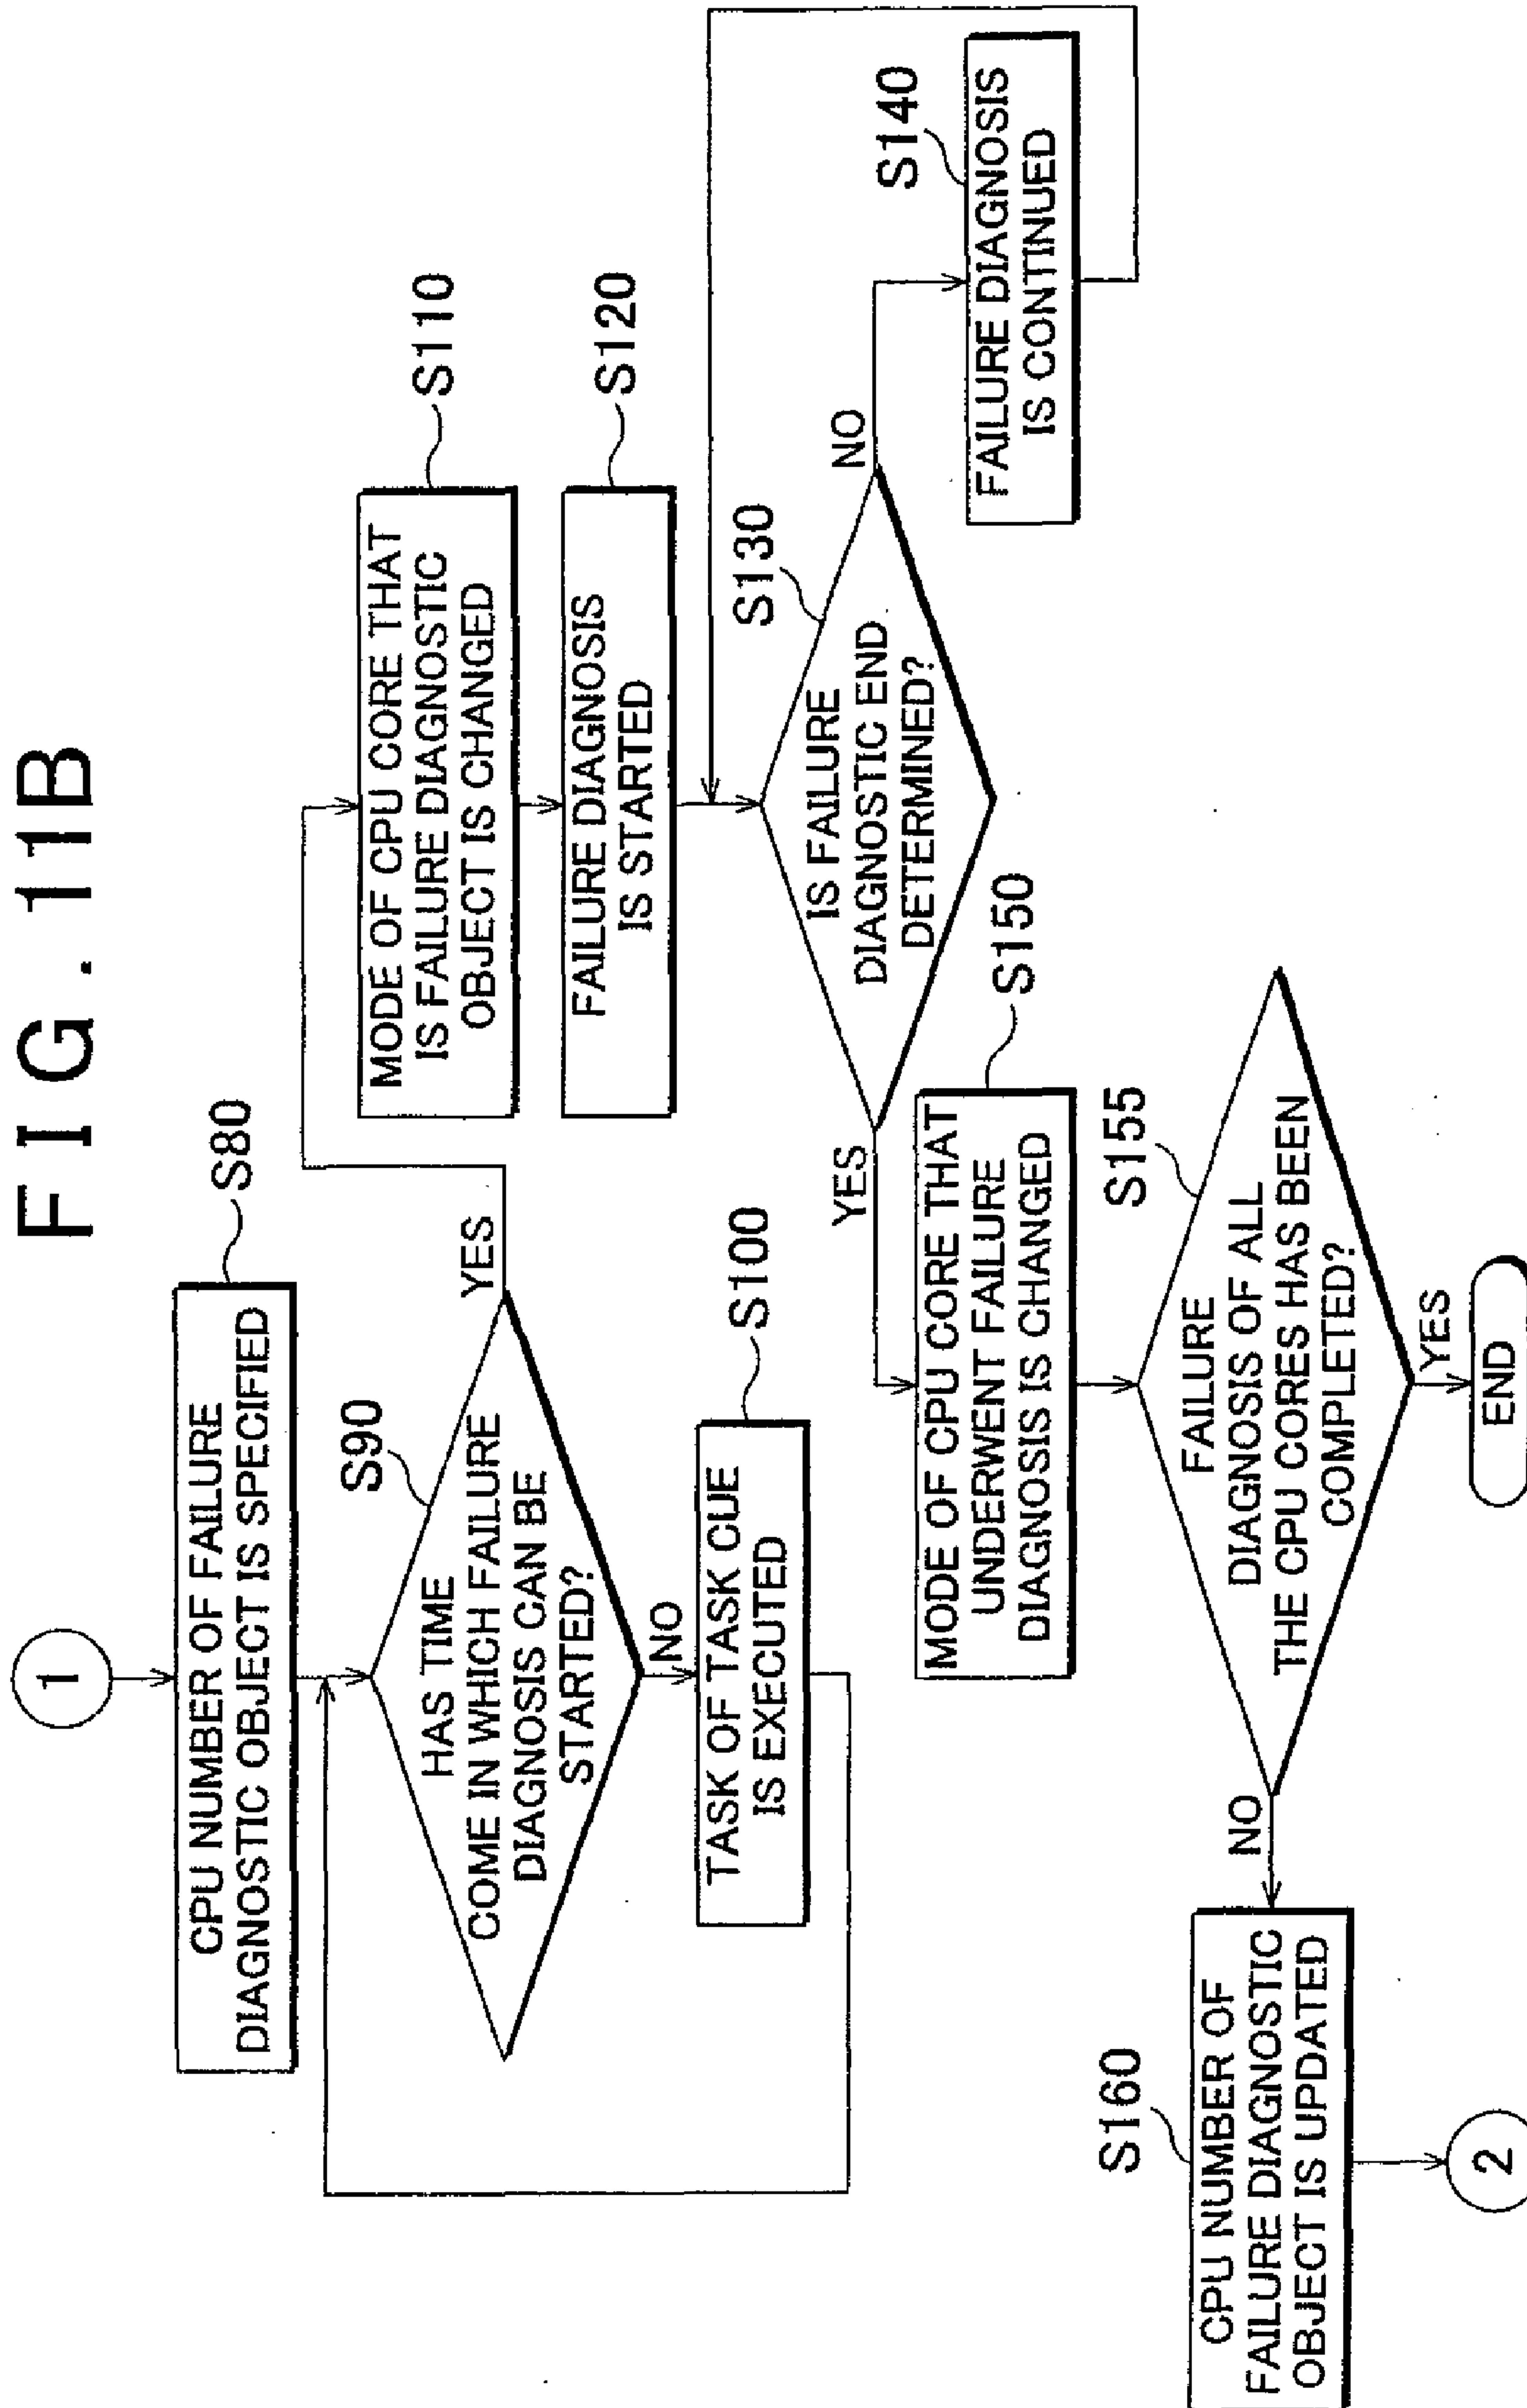 FIG. 11B
1
CPU NUMBER OF FAILURE
DIAGNOSTIC OBJECT IS SPECIFIED
S80
HAS TIME
COME IN WHICH FAILURE
DIAGNOSIS CAN BE
STARTED?
S90
YES
NO
TASK OF TASK CUE
IS EXECUTED
S100
MODE OF CPU CORE THAT
IS FAILURE DIAGNOSTIC
OBJECT IS CHANGED
S110
FAILURE DIAGNOSIS
IS STARTED
S120
IS FAILURE
DIAGNOSTIC END
DETERMINED?
S130
NO
FAILURE DIAGNOSIS
IS CONTINUED
S140
YES
MODE OF CPU CORE THAT
UNDERWENT FAILURE
DIAGNOSIS IS CHANGED
S150
FAILURE
DIAGNOSIS OF ALL
THE CPU CORES HAS BEEN
COMPLETED?
S155
YES
END
NO
CPU NUMBER OF
FAILURE DIAGNOSTIC
OBJECT IS UPDATED
S160
2